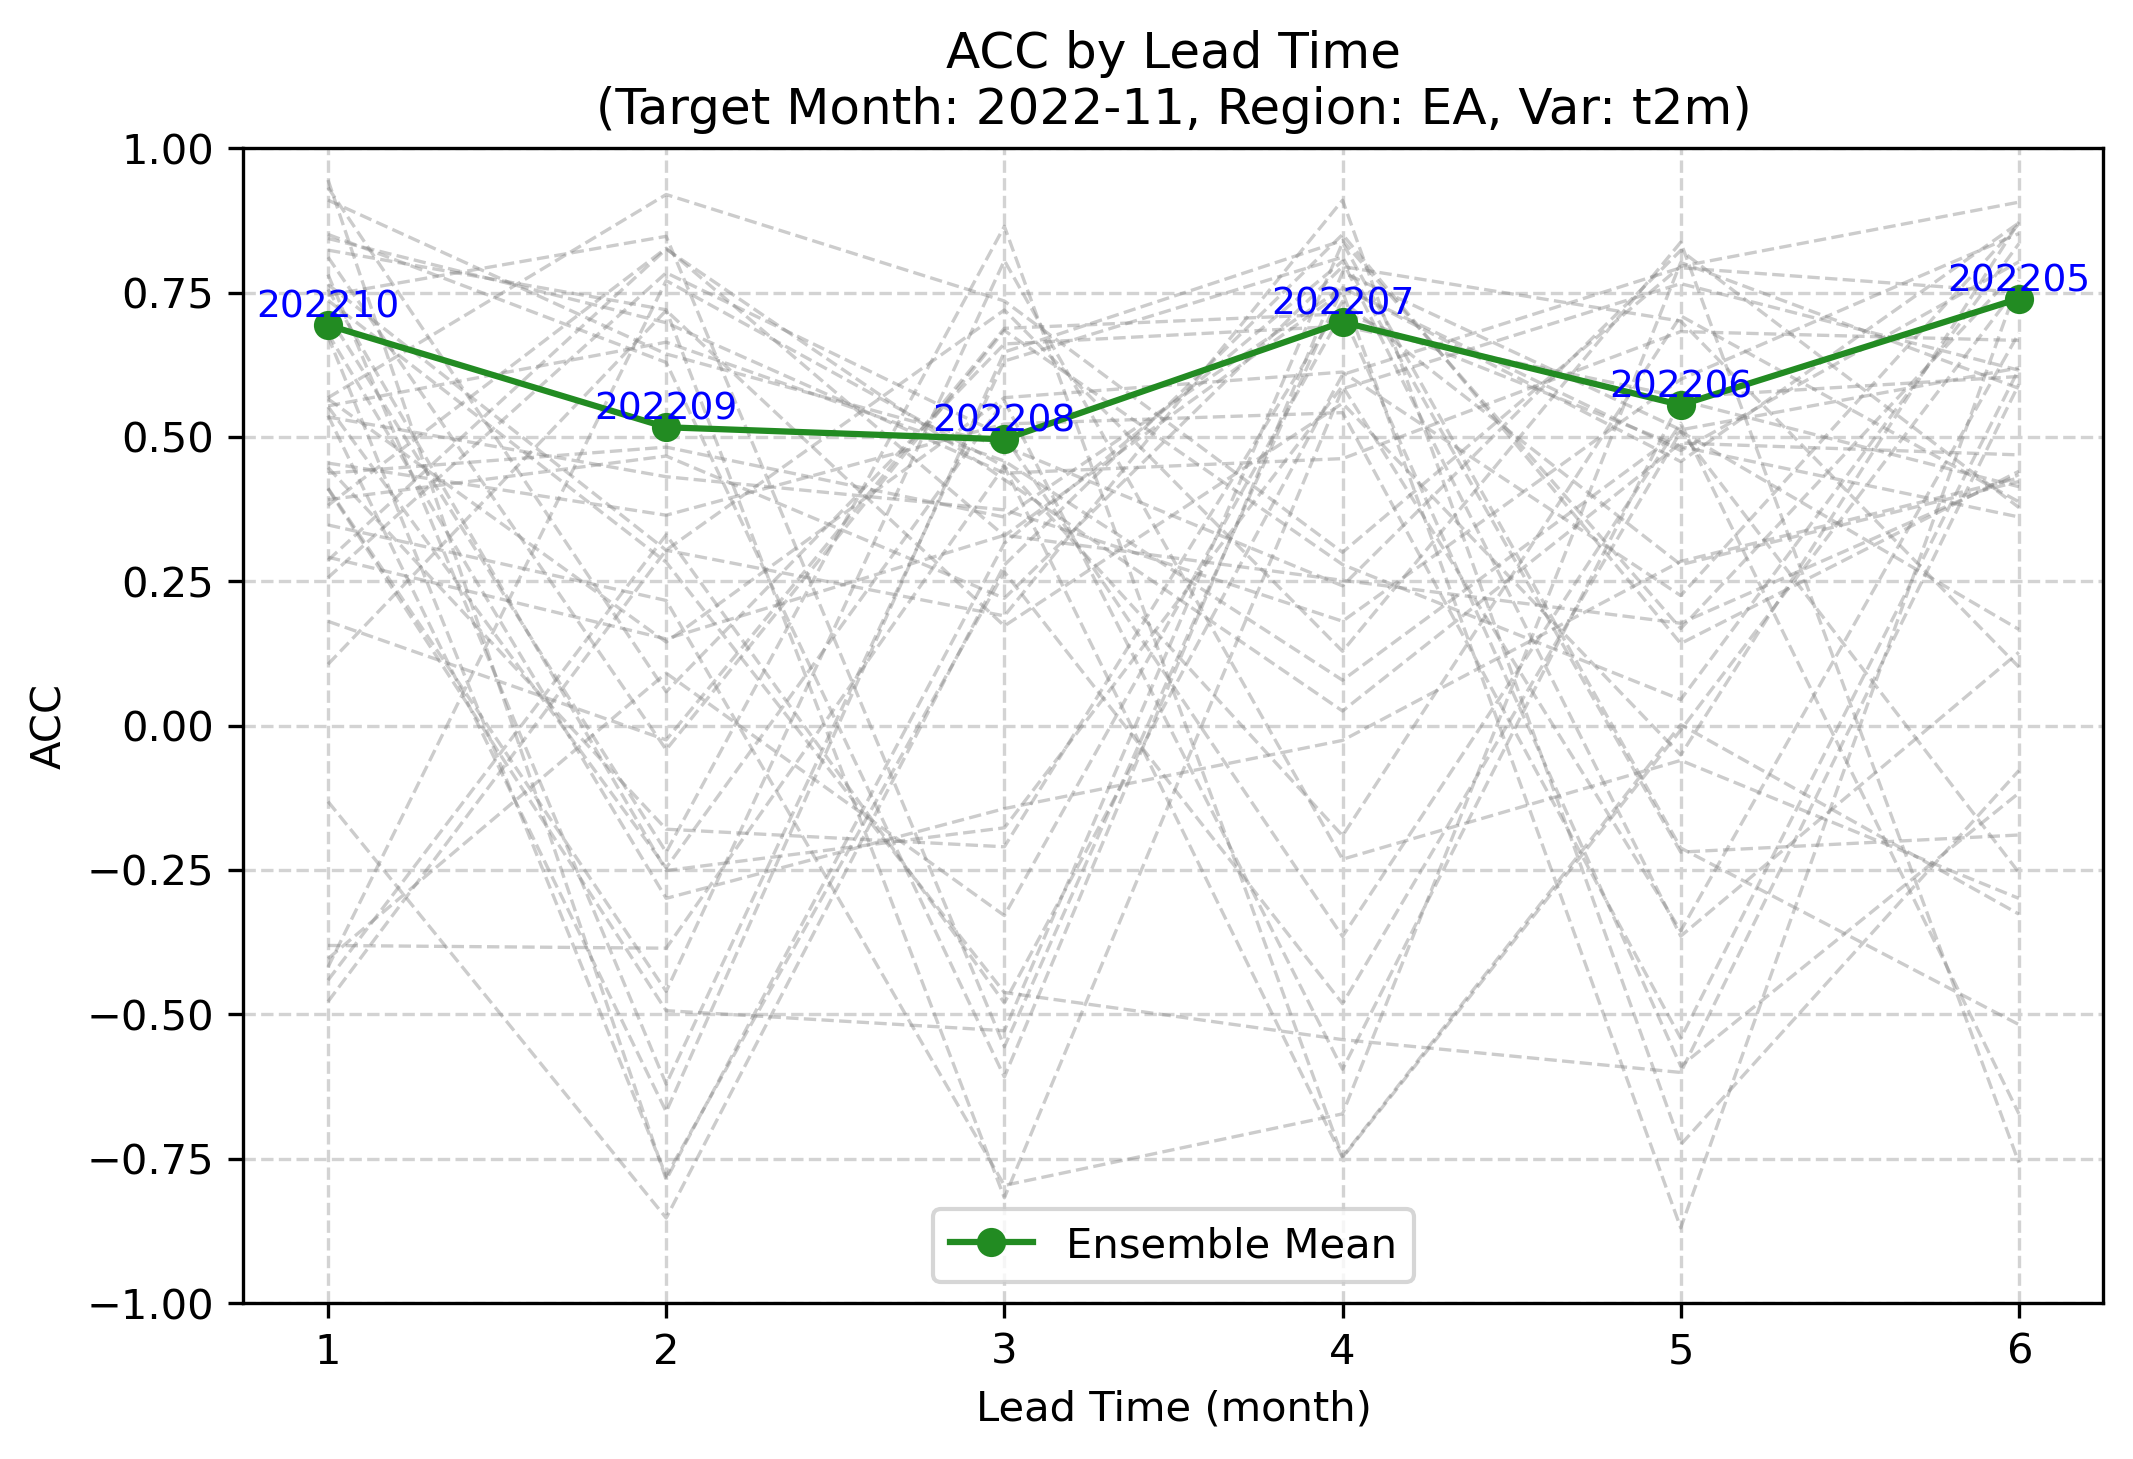 ACC by Lead Time
(Target Month: 2022-11, Region: EA, Var: t2m)
1.00
0.75
0.50
0.25
0.00
−0.25
−0.50
−0.75
−1.00
ACC
202210
202209
202208
202207
202206
202205
Ensemble Mean
1 2 3 4 5 6
Lead Time (month)